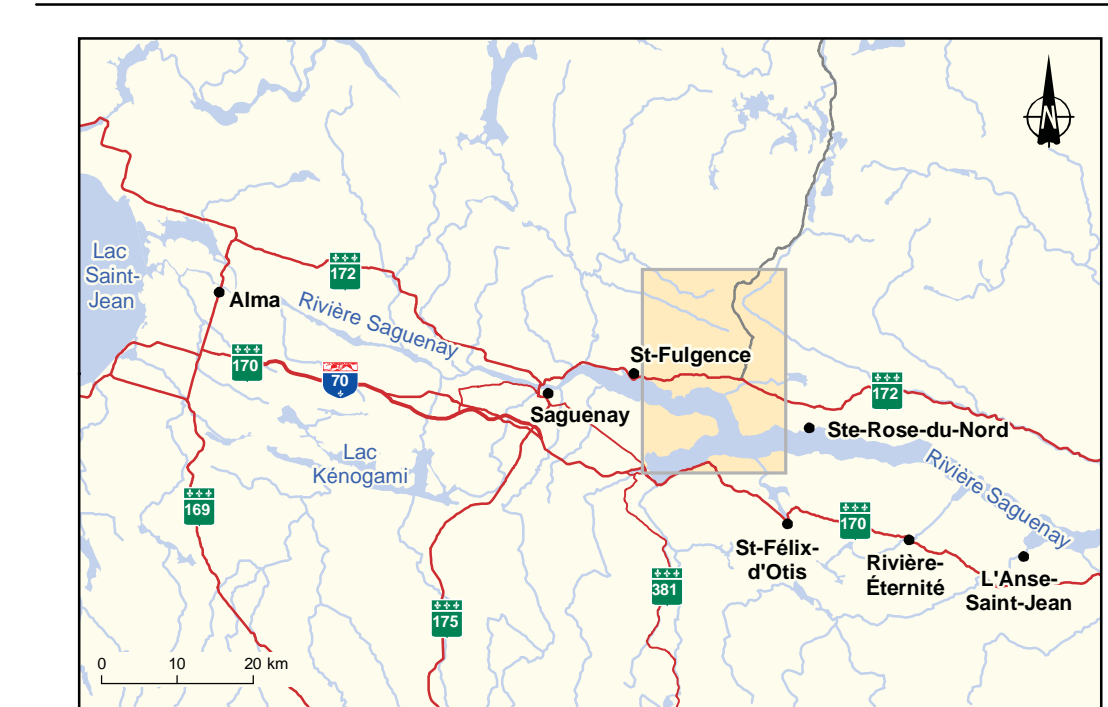 N
Lac
Saint-
Jean
172
Alma
Rivière Saguenay
170
70
St-Fulgence
172
Saguenay
Ste-Rose-du-Nord
Lac
Kénogami
Rivière Saguenay
169
170
St-Félix-
d'Otis
Rivière-
Éternité
L'Anse-
Saint-Jean
381
175
0 10 20 km